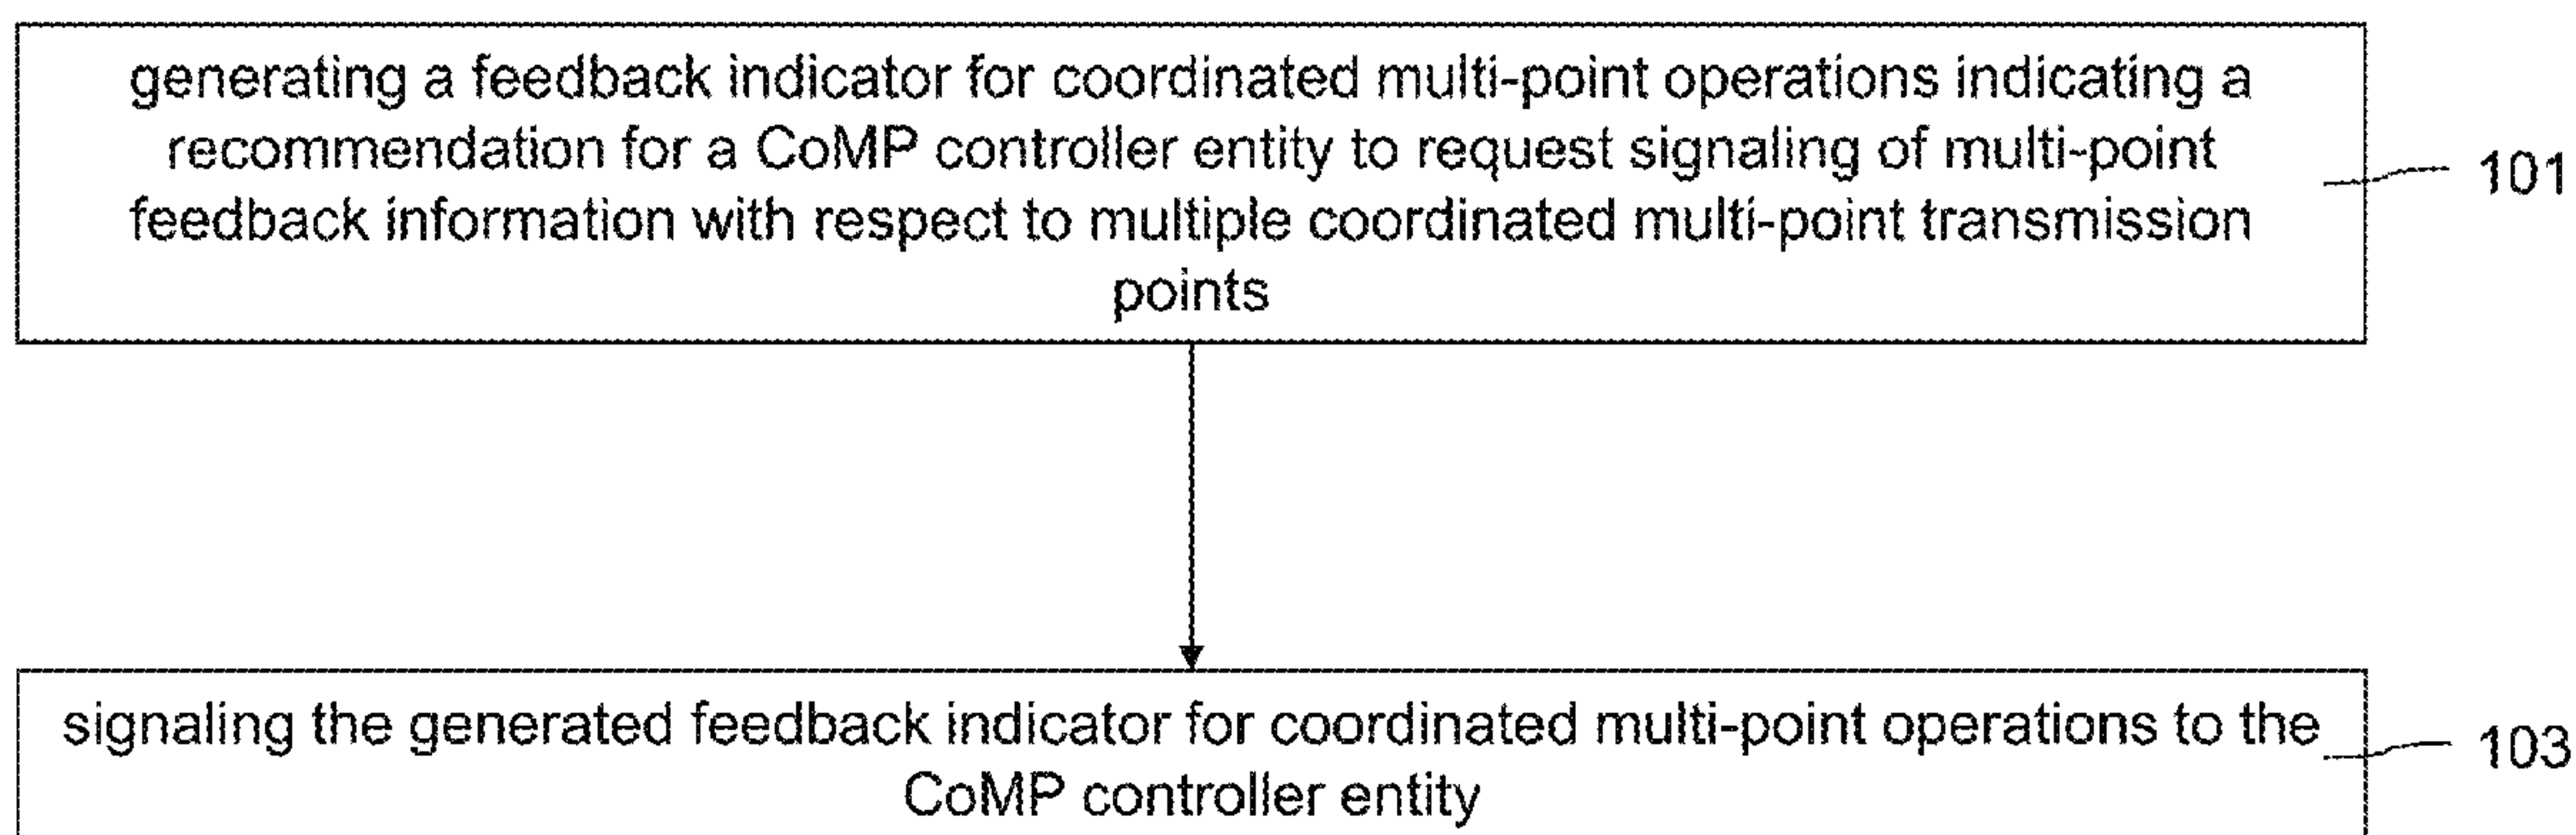 generating a feedback indicator for coordinated multi-point operations indicating a
recommendation for a CoMP controller entity to request signaling of multi-point
feedback information with respect to multiple coordinated multi-point transmission
points
101
signaling the generated feedback indicator for coordinated multi-point operations to the
CoMP controller entity
103